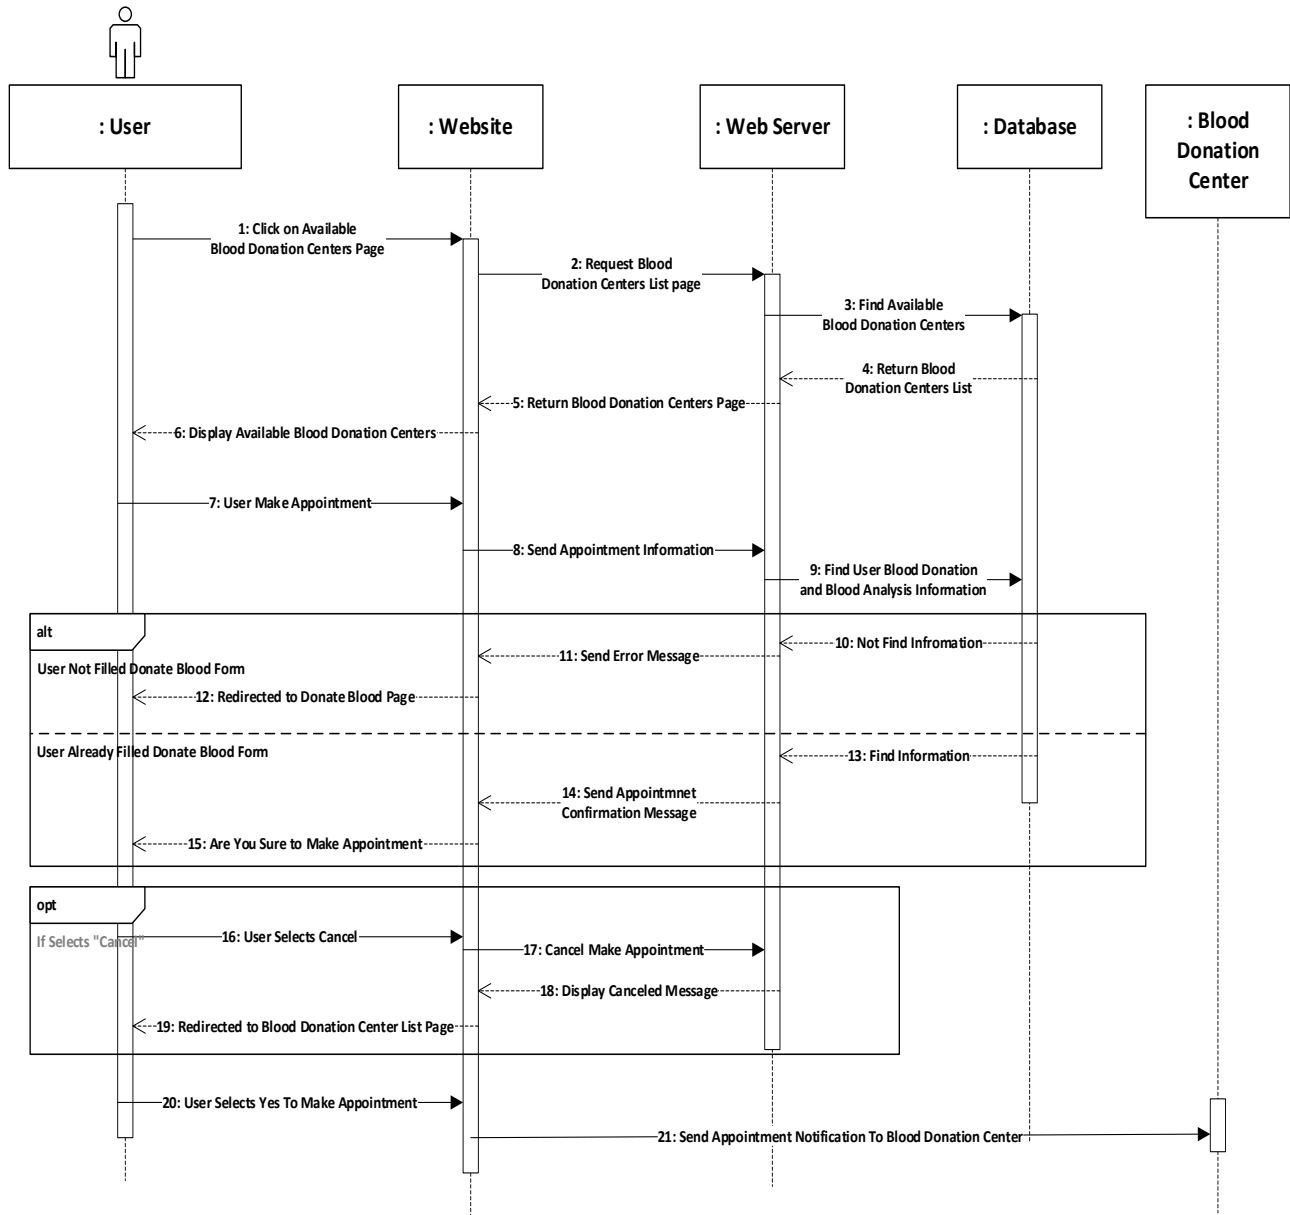 : User
: Website
: Web Server
: Database
: Blood
Donation
Center
1: Click on Available
Blood Donation Centers Page
2: Request Blood
Donation Centers List page
3: Find Available
Blood Donation Centers
4: Return Blood
Donation Centers List
5: Return Blood Donation Centers Page
6: Display Available Blood Donation Centers
7: User Make Appointment
8: Send Appointment Information
9: Find User Blood Donation
and Blood Analysis Information
alt
10: Not Find Infromation
11: Send Error Message
User Not Filled Donate Blood Form
12: Redirected to Donate Blood Page
User Already Filled Donate Blood Form
13: Find Information
14: Send Appointmnet
Confirmation Message
15: Are You Sure to Make Appointment
opt
If Selects "Cancel"
16: User Selects Cancel
17: Cancel Make Appointment
18: Display Canceled Message
19: Redirected to Blood Donation Center List Page
20: User Selects Yes To Make Appointment
21: Send Appointment Notification To Blood Donation Center